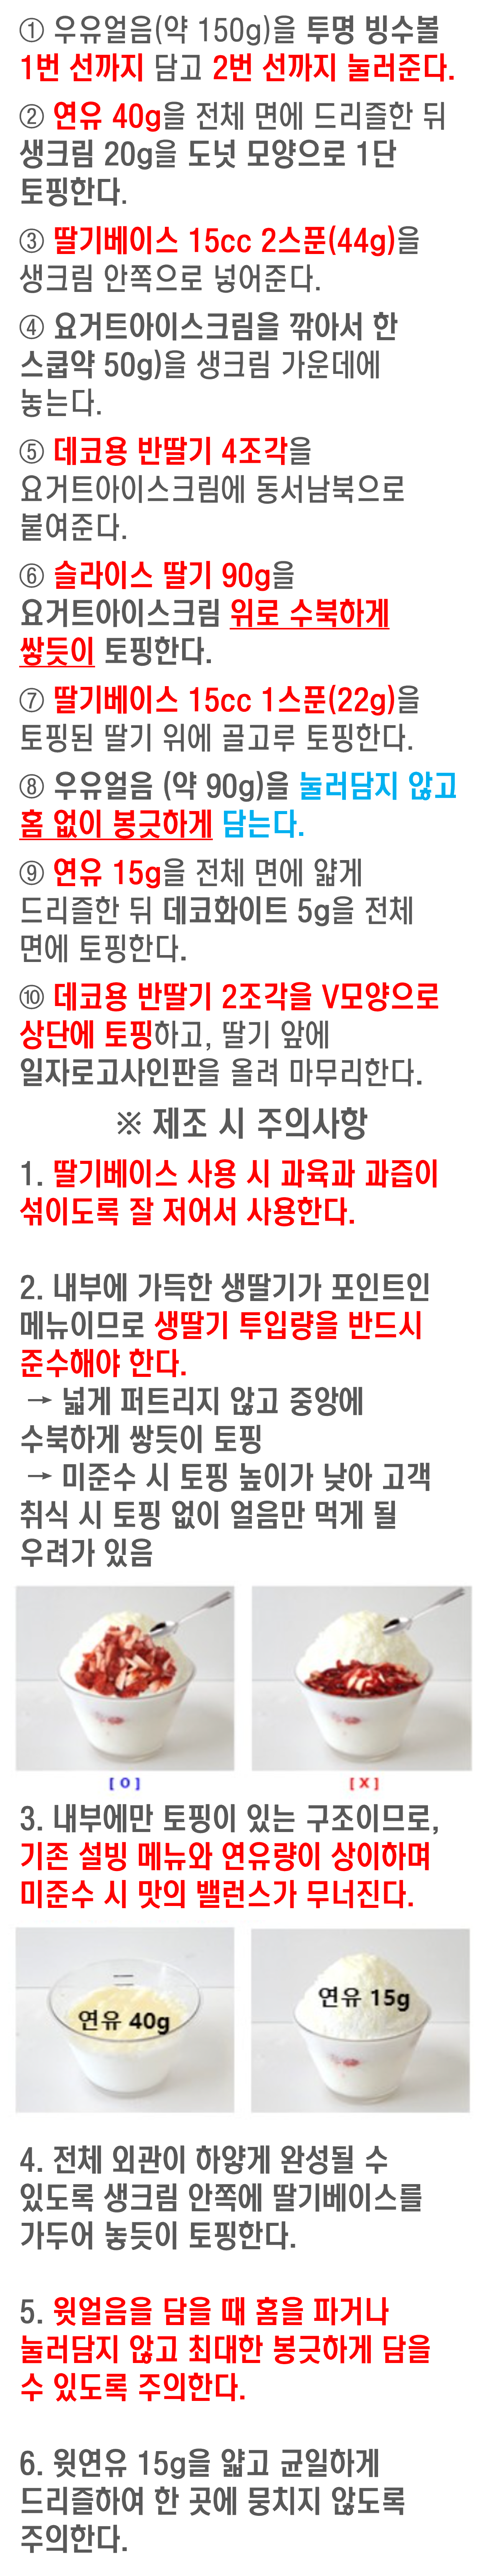 ① 우유얼음(약 150g)을 투명 빙수볼
1번 선까지 담고 2번 선까지 눌러준다.
② 연유 40g을 전체 면에 드리즐한 뒤
생크림 20g을 도넛 모양으로 1단
토핑한다.
③ 딸기베이스 15cc 2스푼(44g)을
생크림 안쪽으로 넣어준다.
④ 요거트아이스크림을 깎아서 한
스쿱약 50g)을 생크림 가운데에
놓는다.
⑤ 데코용 반딸기 4조각을
요거트아이스크림에 동서남북으로
붙여준다.
⑥ 슬라이스 딸기 90g을
요거트아이스크림 위로 수북하게
쌓듯이 토핑한다.
⑦ 딸기베이스 15cc 1스푼(22g)을
토핑된 딸기 위에 골고루 토핑한다.
⑧ 우유얼음 (약 90g)을 눌러담지 않고
홈 없이 봉긋하게 담는다.
⑨ 연유 15g을 전체 면에 얇게
드리즐한 뒤 데코화이트 5g을 전체
면에 토핑한다.
⑩ 데코용 반딸기 2조각을 V모양으로
상단에 토핑하고, 딸기 앞에
일자로고사인판을 올려 마무리한다.
※ 제조 시 주의사항
1. 딸기베이스 사용 시 과육과 과즙이
섞이도록 잘 저어서 사용한다.
2. 내부에 가득한 생딸기가 포인트인
메뉴이므로 생딸기 투입량을 반드시
준수해야 한다.
→ 넓게 퍼트리지 않고 중앙에
수북하게 쌓듯이 토핑
→ 미준수 시 토핑 높이가 낮아 고객
취식 시 토핑 없이 얼음만 먹게 될
우려가 있음
[ O ] [ X ]
3. 내부에만 토핑이 있는 구조이므로,
기존 설빙 메뉴와 연유량이 상이하며
미준수 시 맛의 밸런스가 무너진다.
연유 40g 연유 15g
4. 전체 외관이 하얗게 완성될 수
있도록 생크림 안쪽에 딸기베이스를
가두어 놓듯이 토핑한다.
5. 윗얼음을 담을 때 홈을 파거나
눌러담지 않고 최대한 봉긋하게 담을
수 있도록 주의한다.
6. 윗연유 15g을 얇고 균일하게
드리즐하여 한 곳에 뭉치지 않도록
주의한다.